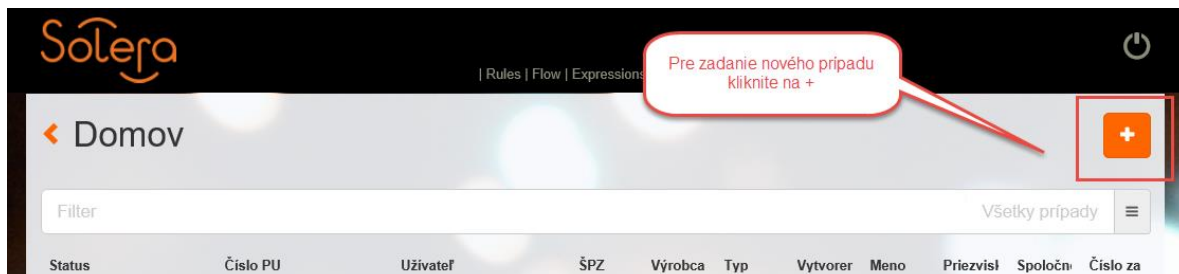 Solera
| Rules | Flow | Expressions
Pre zadanie nového prípadu
kliknite na +
Domov
Filter
Všetky prípady
Status Číslo PU Užívateľ ŠPZ Výrobca Typ Vytvorer Meno Priezvisl Spoločn Číslo za